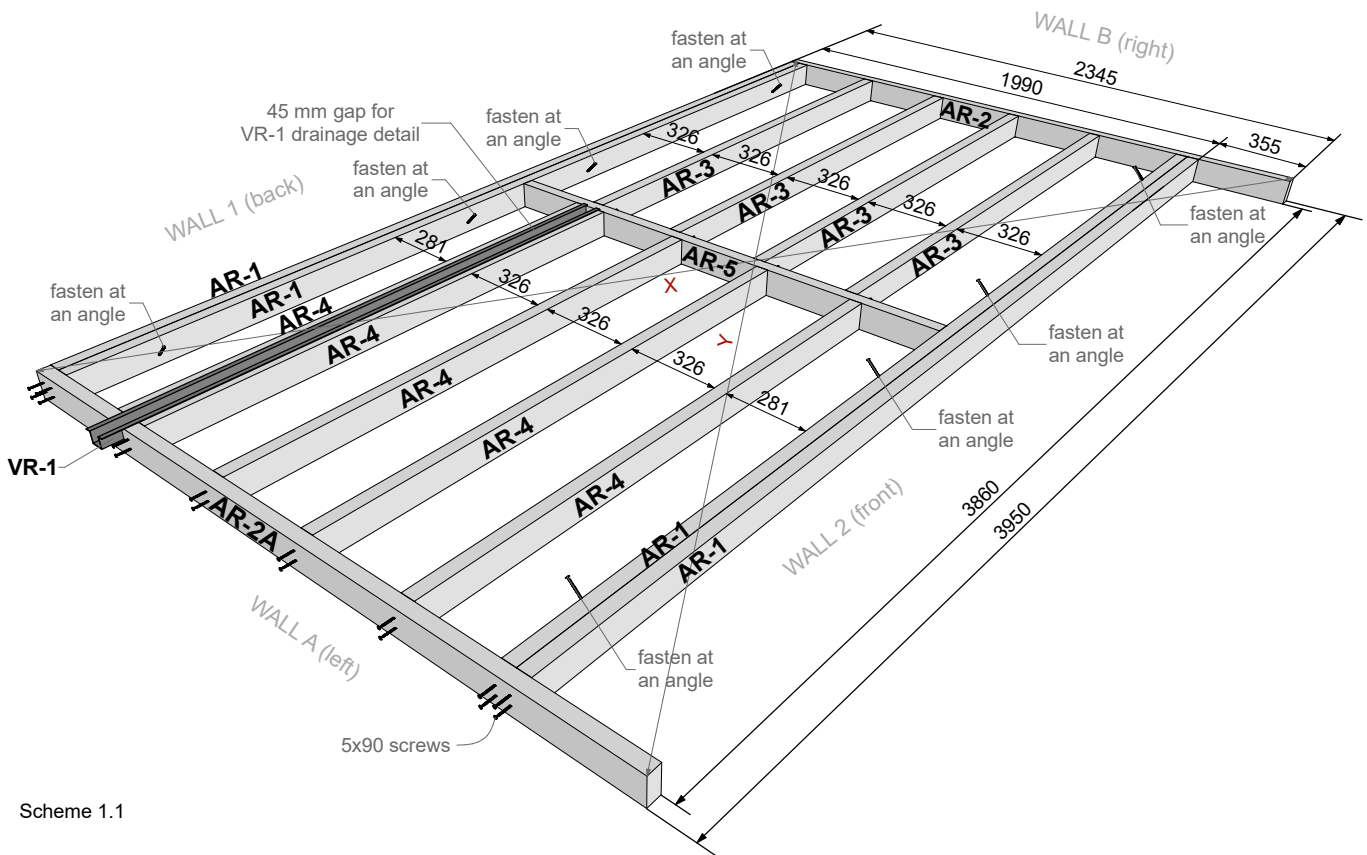 WALL B (right)
fasten at
an angle
2345
1990
355
AR-2
45 mm gap for
VR-1 drainage detail
fasten at
an angle
fasten at
an angle
326
326
326
326
326
AR-3
AR-3
AR-3
AR-3
fasten at
an angle
WALL 1 (back)
281
326
326
326
281
AR-5
X
Y
AR-1
AR-1
AR-4
AR-4
AR-4
AR-4
AR-4
fasten at
an angle
fasten at
an angle
fasten at
an angle
VR-1
AR-2A
AR-1
AR-1
WALL 2 (front)
3860
3950
WALL A (left)
fasten at
an angle
5x90 screws
Scheme 1.1